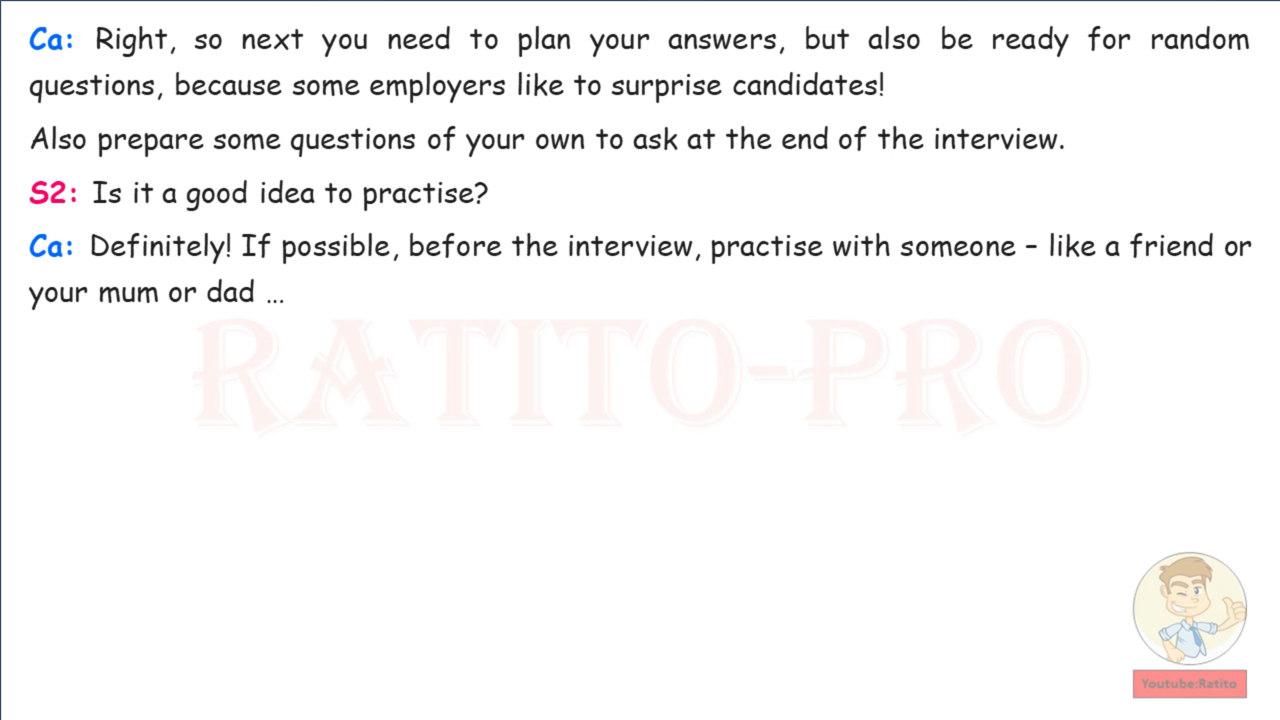 Ca: Right, so next you need to plan your answers, but also be ready for random
questions, because some employers like to surprise candidates!
Also prepare some questions of your own to ask at the end of the interview.
S2: Is it a good idea to practise?
Ca: Definitely! If possible, before the interview, practise with someone – like a friend or
your mum or dad ...
RATITO-PRO
Youtube:Ratito